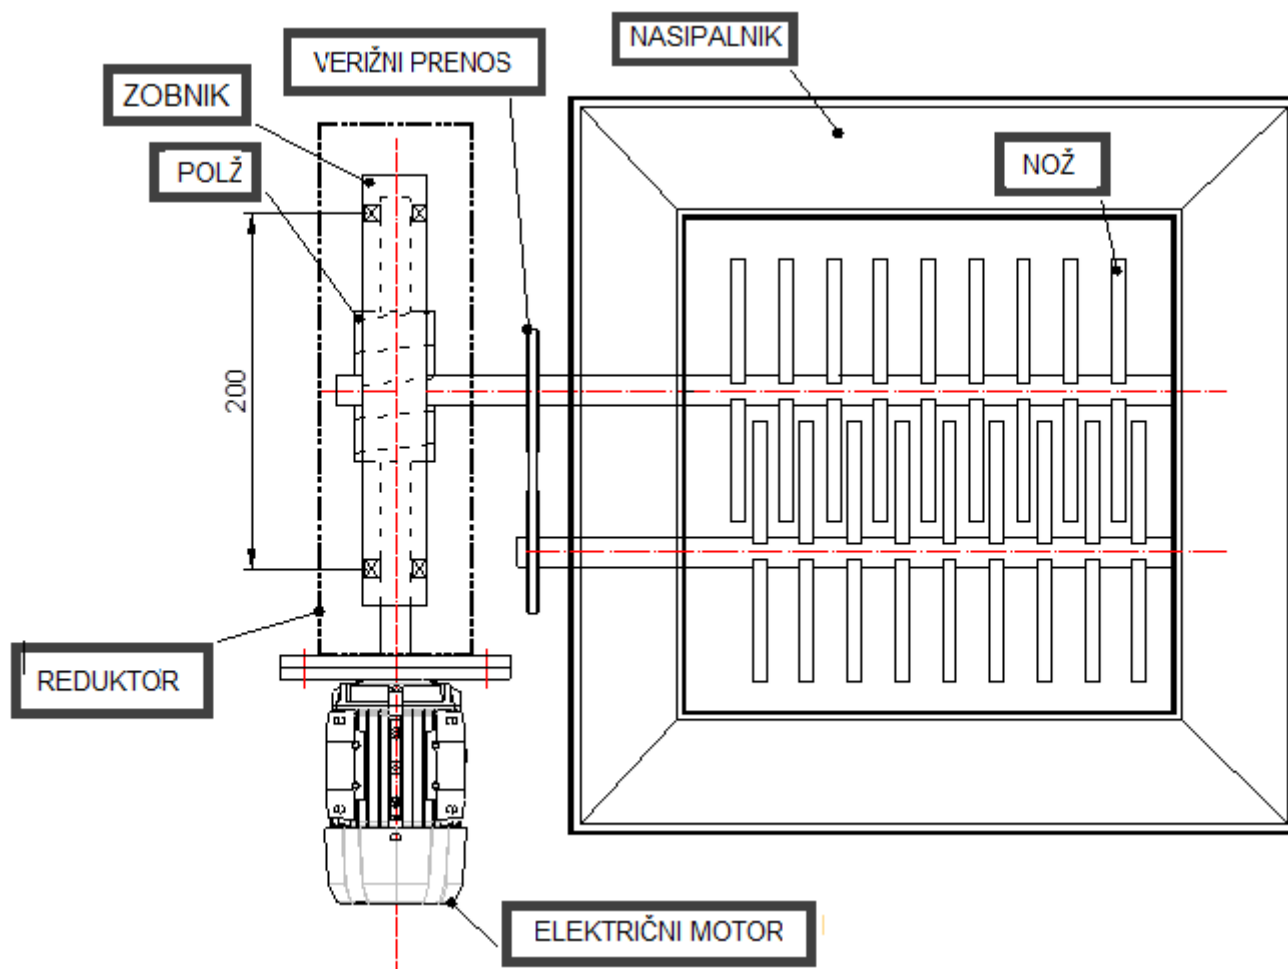 NASIPALNIK
VERIŽNI PRENOS
ZOBNIK
POLŽ
NOŽ
200
REDUKTOR
ELEKTRIČNI MOTOR